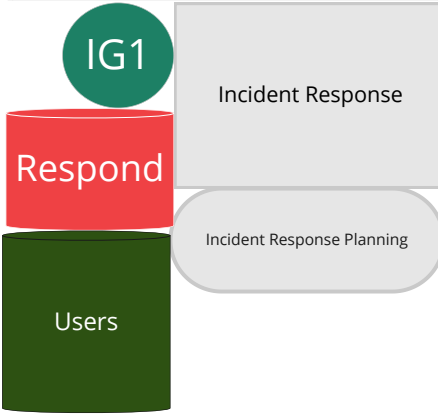 IG1
Incident Response
Respond
Incident Response Planning
Users